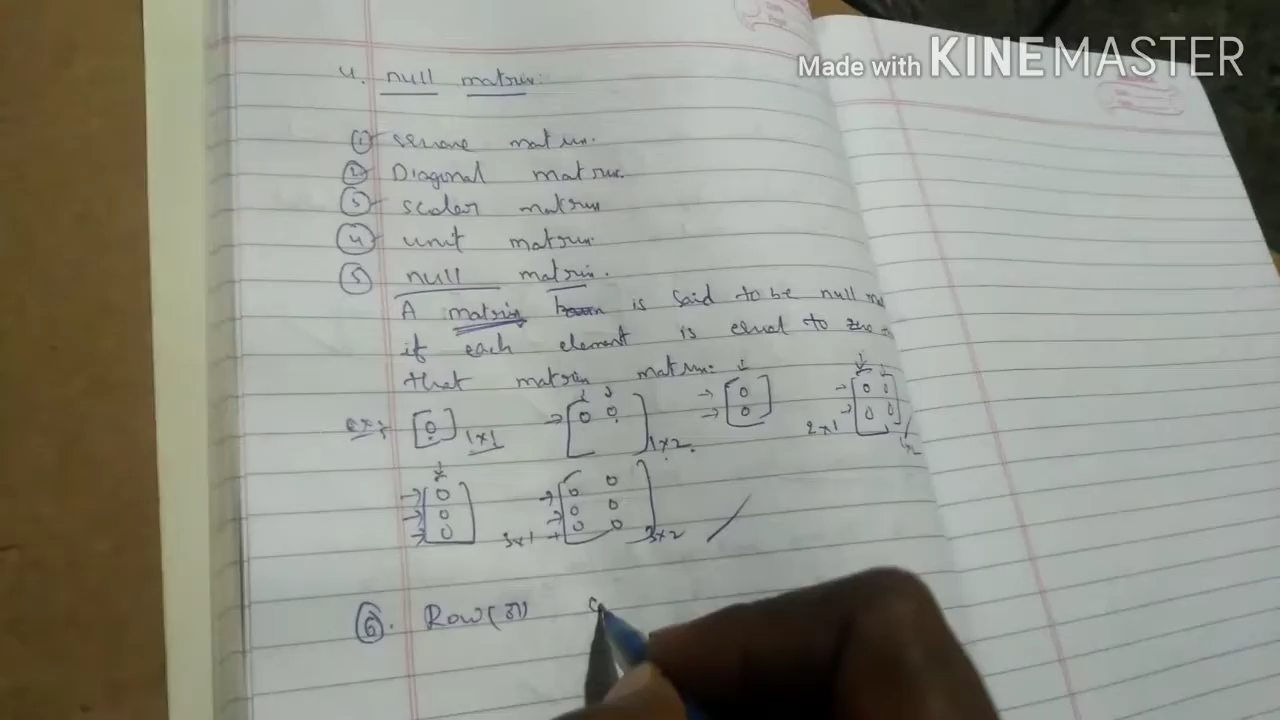 Made with KINEMASTER
4. null matrix:
① square matrix.
② Diagonal matrix.
③ scalar matrix
④ unit matrix.
⑤ null matrix.
A matrix is said to be null
if each element is equal to
that matrix matrix:
ex: [0] 1x1 → [0 0] 1x2. → [0 → 0] 2x1 → [0 0 → 0 0]
→ [0 → 0 → 0] 3x1 → [0 0 → 0 0 → 0 0] 3x2
⑥. Row(